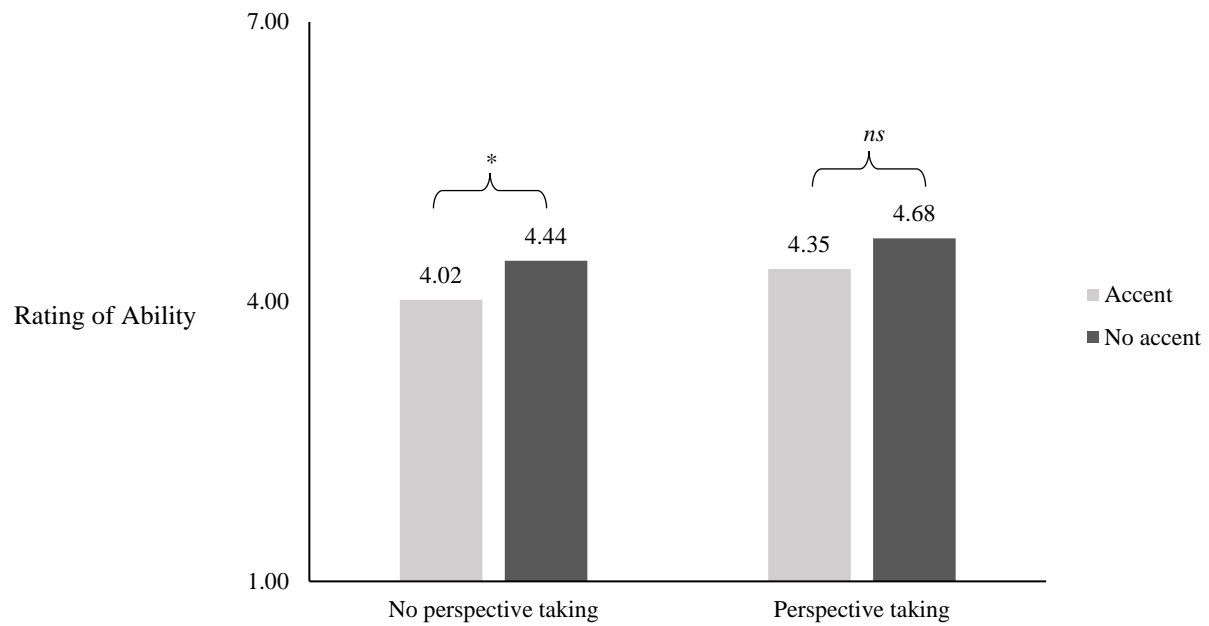 7.00
ns
*
4.68
4.44
4.35
4.02
Accent
4.00
Rating of Ability
No accent
1.00
No perspective taking
Perspective taking